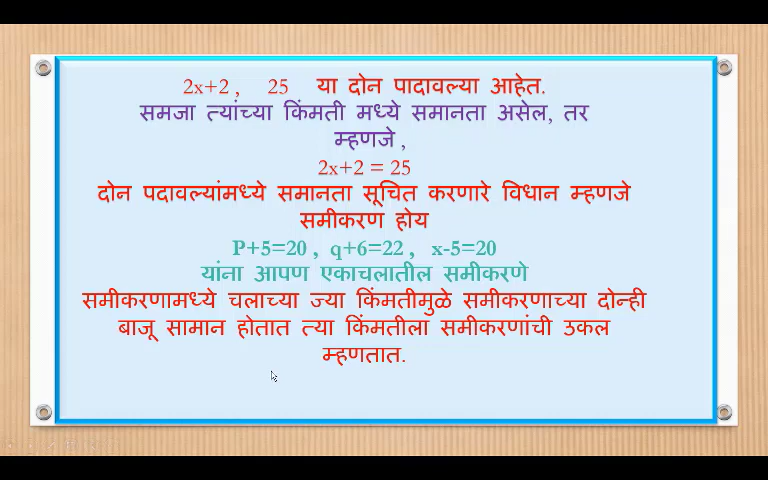 2x+2 , 25 या दोन पादावल्या आहेत.
समजा त्यांच्या किंमती मध्ये समानता असेल, तर
म्हणजे ,
2x+2 = 25
दोन पदावल्यांमध्ये समानता सूचित करणारे विधान म्हणजे
समीकरण होय
P+5=20 , q+6=22 , x-5=20
यांना आपण एकाचलातील समीकरणे
समीकरणामध्ये चलाच्या ज्या किंमतीमुळे समीकरणाच्या दोन्ही
बाजू सामान होतात त्या किंमतीला समीकरणांची उकल
म्हणतात.